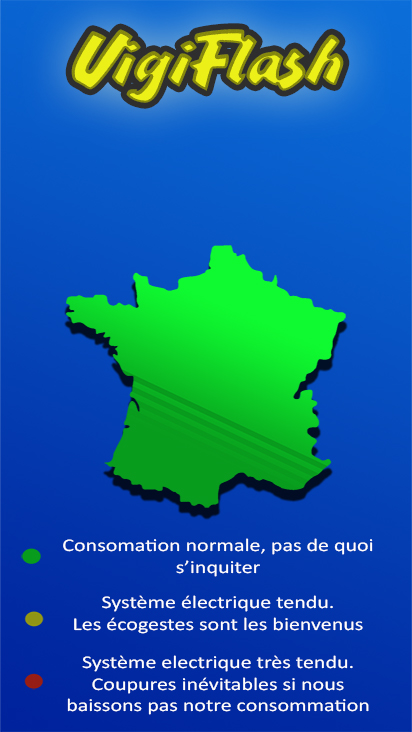 VigiFlash
Consomation normale, pas de quoi
s'inquiter
Système électrique tendu.
Les écogestes sont les bienvenus
Système electrique très tendu.
Coupures inévitables si nous
baissons pas notre consommation